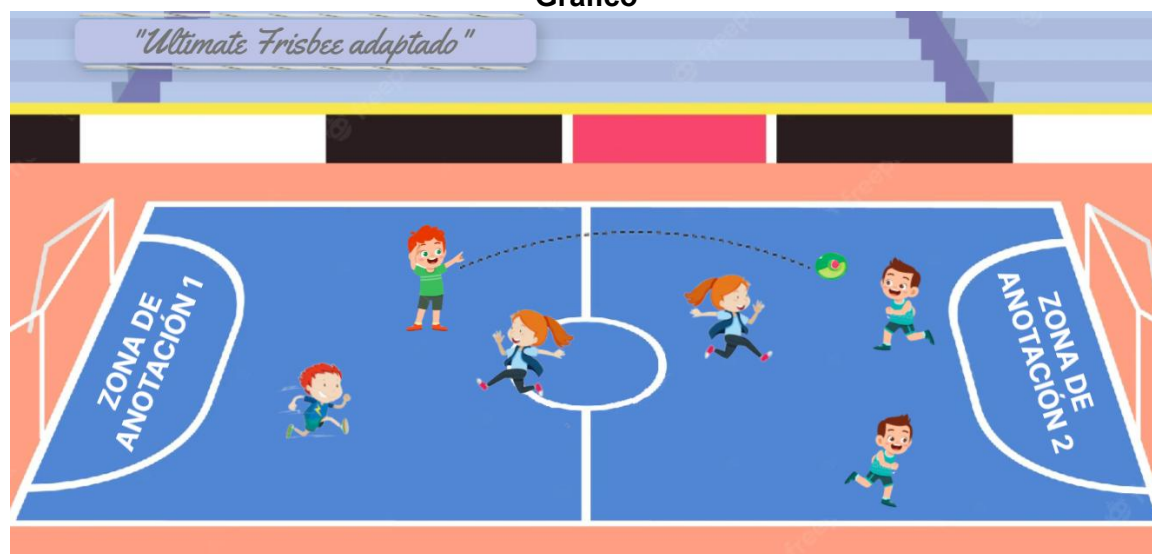 Gráfico
"Ultimate Frisbee adaptado"
ZONA DE
ANOTACIÓN 1
ZONA DE
ANOTACIÓN 2